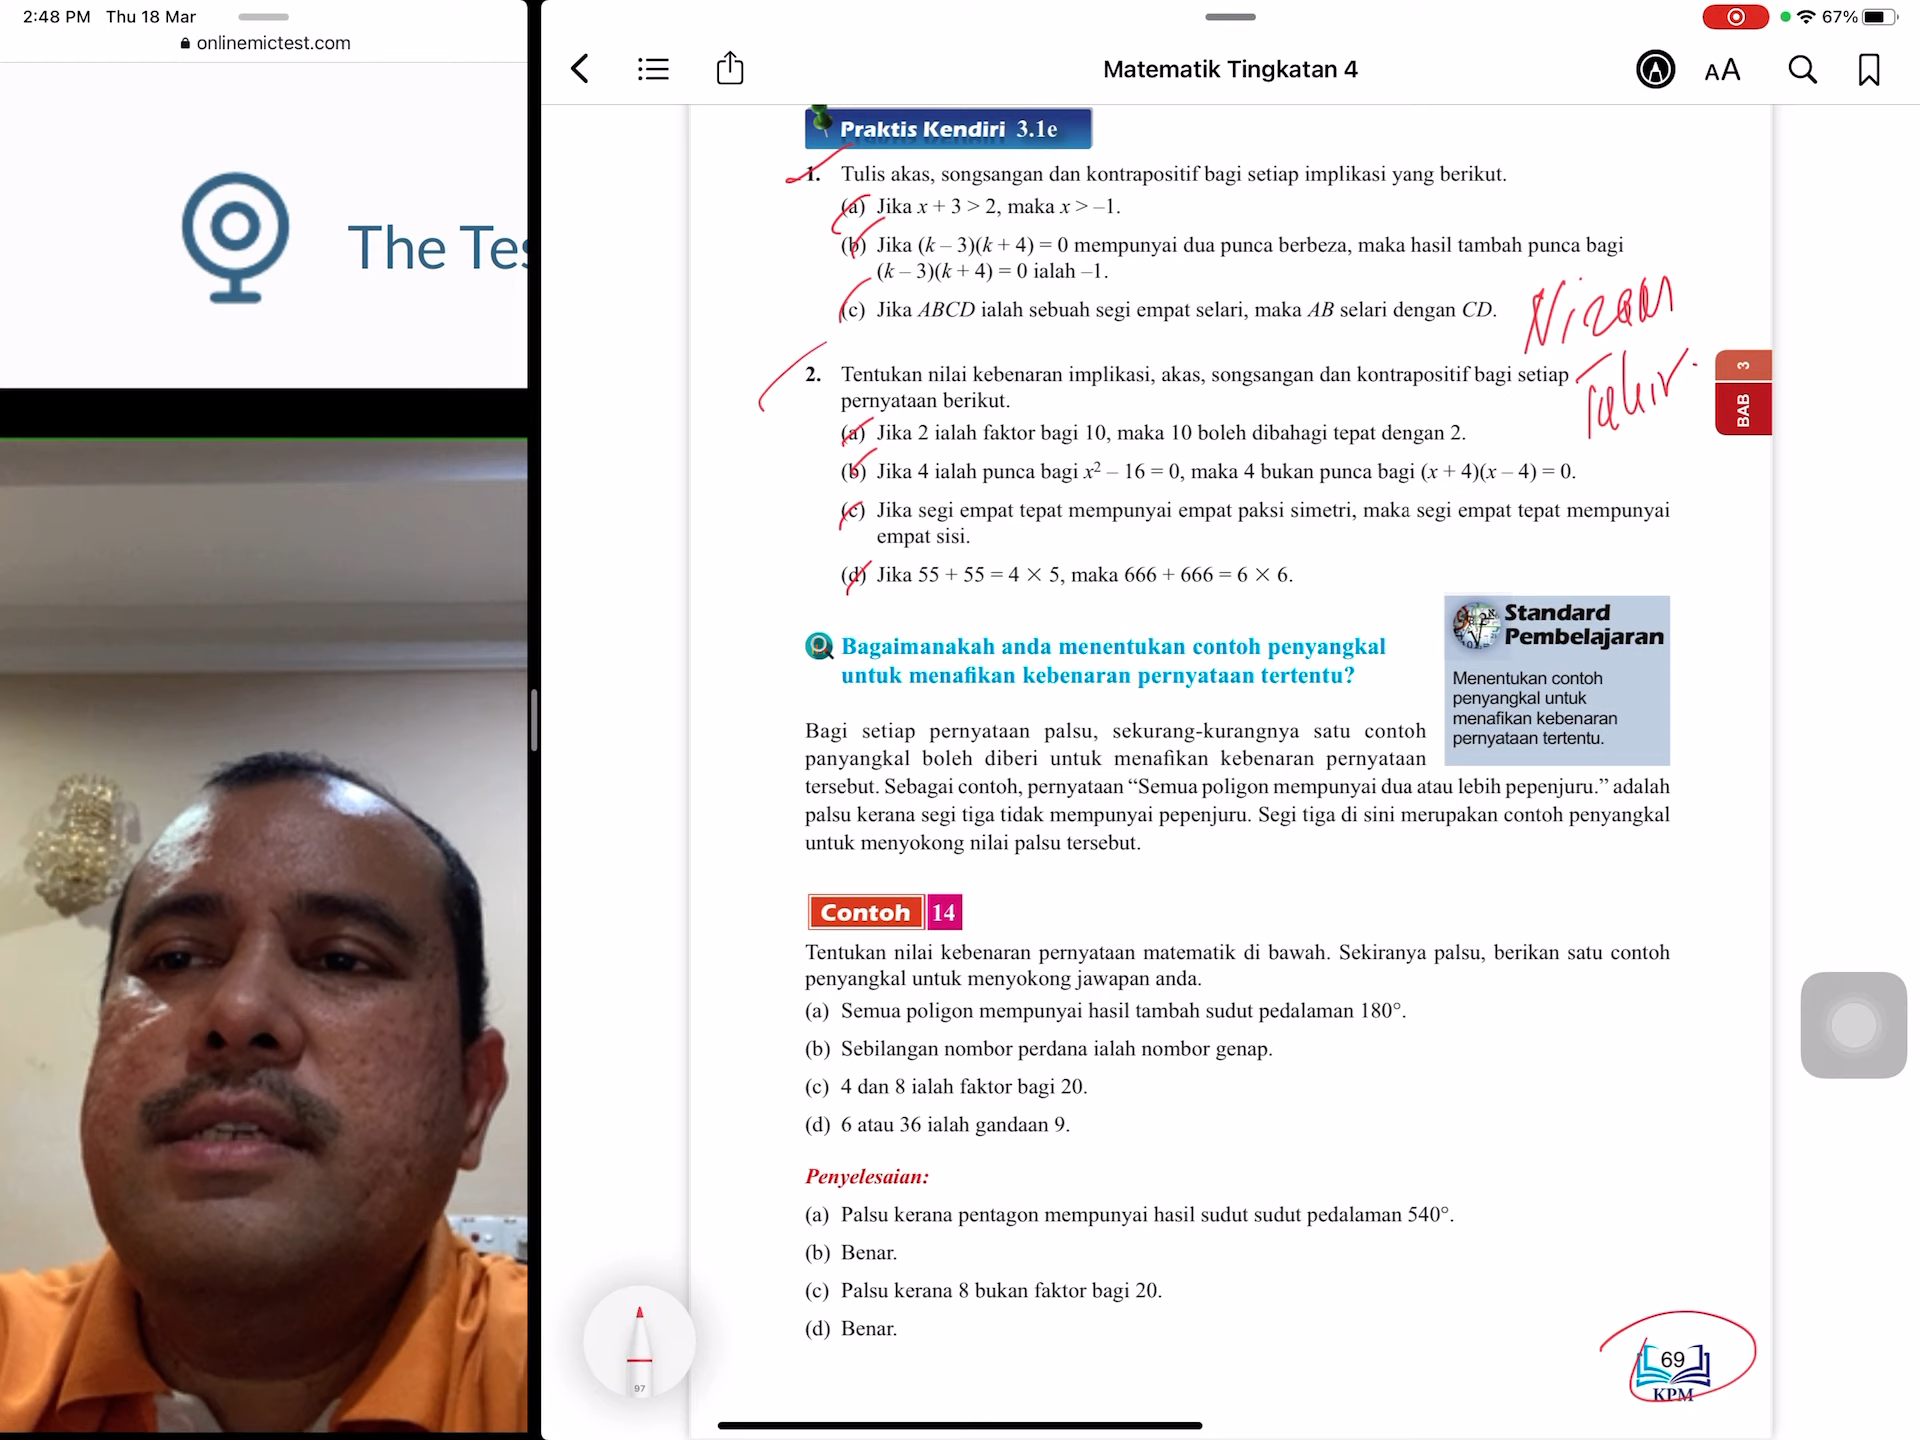 2:48 PM Thu 18 Mar
onlinemictest.com
The Tes
67%
Matematik Tingkatan 4
AA
Praktis Kendiri 3.1e
1. Tulis akas, songsangan dan kontrapositif bagi setiap implikasi yang berikut.
(a) Jika x + 3 > 2, maka x > –1.
(b) Jika (k – 3)(k + 4) = 0 mempunyai dua punca berbeza, maka hasil tambah punca bagi
(k – 3)(k + 4) = 0 ialah –1.
(c) Jika ABCD ialah sebuah segi empat selari, maka AB selari dengan CD.
Nizam
Tahir.
2. Tentukan nilai kebenaran implikasi, akas, songsangan dan kontrapositif bagi setiap
pernyataan berikut.
(a) Jika 2 ialah faktor bagi 10, maka 10 boleh dibahagi tepat dengan 2.
(b) Jika 4 ialah punca bagi x² – 16 = 0, maka 4 bukan punca bagi (x + 4)(x – 4) = 0.
(c) Jika segi empat tepat mempunyai empat paksi simetri, maka segi empat tepat mempunyai
empat sisi.
(d) Jika 55 + 55 = 4 × 5, maka 666 + 666 = 6 × 6.
BAB 3
Bagaimanakah anda menentukan contoh penyangkal
untuk menafikan kebenaran pernyataan tertentu?
Standard
Pembelajaran
Menentukan contoh
penyangkal untuk
menafikan kebenaran
pernyataan tertentu.
Bagi setiap pernyataan palsu, sekurang-kurangnya satu contoh
panyangkal boleh diberi untuk menafikan kebenaran pernyataan
tersebut. Sebagai contoh, pernyataan “Semua poligon mempunyai dua atau lebih pepenjuru.” adalah
palsu kerana segi tiga tidak mempunyai pepenjuru. Segi tiga di sini merupakan contoh penyangkal
untuk menyokong nilai palsu tersebut.
Contoh 14
Tentukan nilai kebenaran pernyataan matematik di bawah. Sekiranya palsu, berikan satu contoh
penyangkal untuk menyokong jawapan anda.
(a) Semua poligon mempunyai hasil tambah sudut pedalaman 180°.
(b) Sebilangan nombor perdana ialah nombor genap.
(c) 4 dan 8 ialah faktor bagi 20.
(d) 6 atau 36 ialah gandaan 9.
Penyelesaian:
(a) Palsu kerana pentagon mempunyai hasil sudut sudut pedalaman 540°.
(b) Benar.
(c) Palsu kerana 8 bukan faktor bagi 20.
(d) Benar.
97
69
KPM